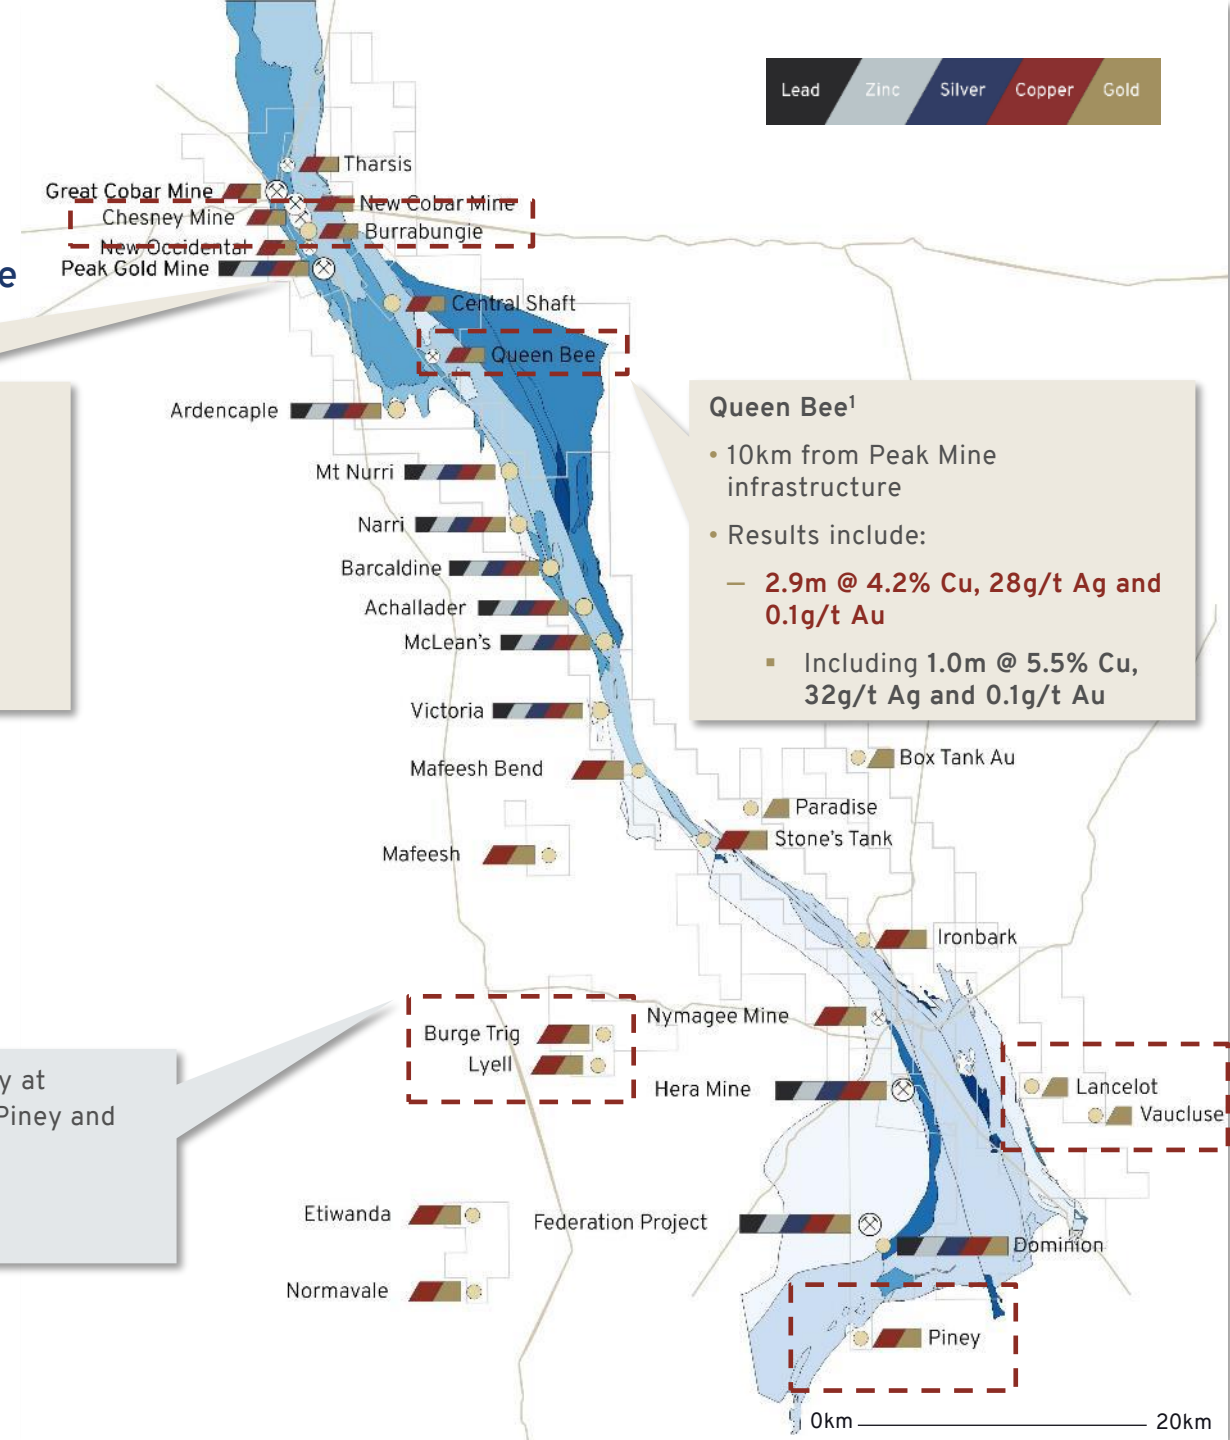 Lead Zinc Silver Copper Gold
Tharsis
Great Cobar Mine
New Cobar Mine
Chesney Mine
Burrabungie
New Occidental
Peak Gold Mine
e
Central Shaft
Queen Bee
Ardencaple
Queen Bee¹
• 10km from Peak Mine
infrastructure
• Results include:
— 2.9m @ 4.2% Cu, 28g/t Ag and
0.1g/t Au
▪ Including 1.0m @ 5.5% Cu,
32g/t Ag and 0.1g/t Au
Mt Nurri
Narri
Barcaldine
Achallader
McLean's
Victoria
Box Tank Au
Mafeesh Bend
Paradise
Stone's Tank
Mafeesh
Ironbark
Nymagee Mine
Burge Trig
Lyell
y at
Piney and
Hera Mine
Lancelot
Vaucluse
Etiwanda
Federation Project
Dominion
Normavale
Piney
0km 20km